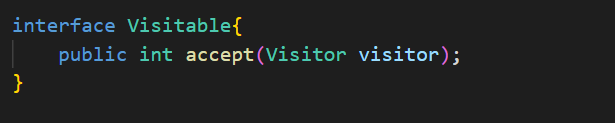 interface Visitable{
    public int accept(Visitor visitor);
}